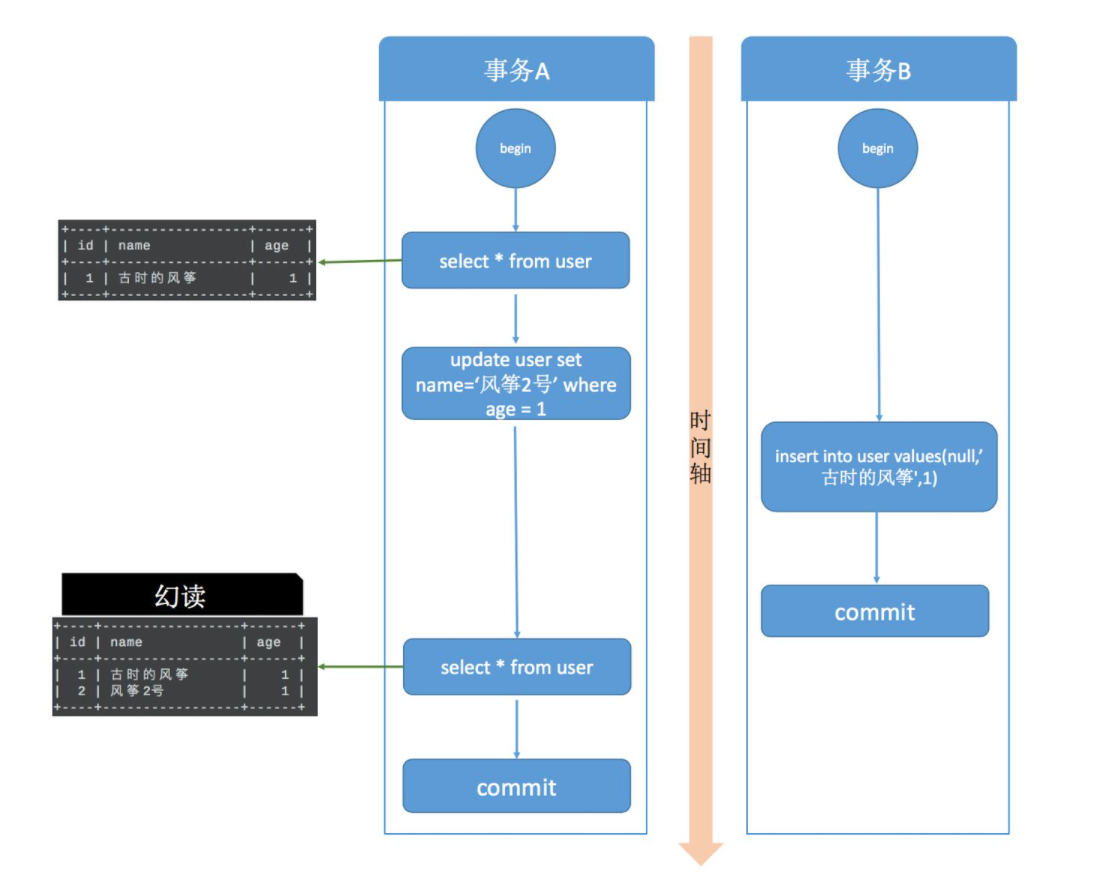 事务A
事务B
begin
begin
+----+-----------------+------+
| id | name | age |
+----+-----------------+------+
| 1 | 古时的风筝 | 1 |
+----+-----------------+------+
select * from user
update user set
name=‘风筝2号’ where
age = 1
时
间
轴
insert into user values(null,’
古时的风筝',1)
幻读
commit
+----+-----------------+------+
| id | name | age |
+----+-----------------+------+
| 1 | 古时的风筝 | 1 |
| 2 | 风筝2号 | 1 |
+----+-----------------+------+
select * from user
commit